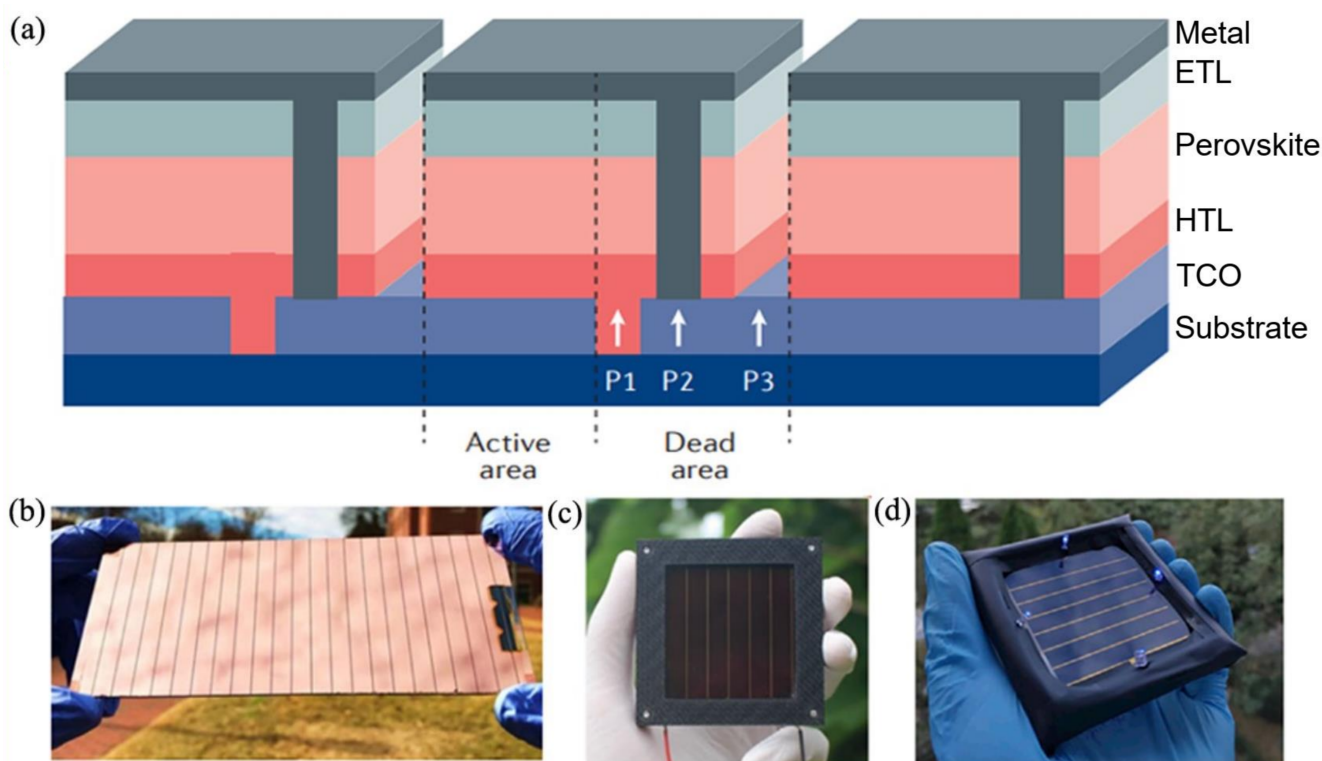 (a)
Metal
ETL
Perovskite
HTL
TCO
Substrate
P1 P2 P3
Active
area
Dead
area
(b)
(c)
(d)